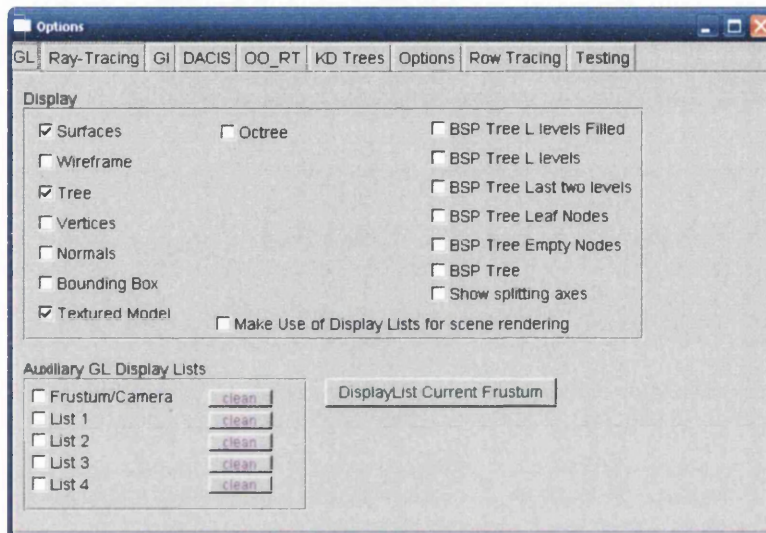 Options
GL Ray-Tracing GI DACIS OO_RT KD Trees Options Row Tracing Testing
Display
Surfaces
Wireframe
Tree
Vertices
Normals
Bounding Box
Textured Model
Octree
Make Use of Display Lists for scene rendering
BSP Tree L levels Filled
BSP Tree L levels
BSP Tree Last two levels
BSP Tree Leaf Nodes
BSP Tree Empty Nodes
BSP Tree
Show splitting axes
Auxiliary GL Display Lists
Frustum/Camera clean
List 1 clean
List 2 clean
List 3 clean
List 4 clean
DisplayList Current Frustum